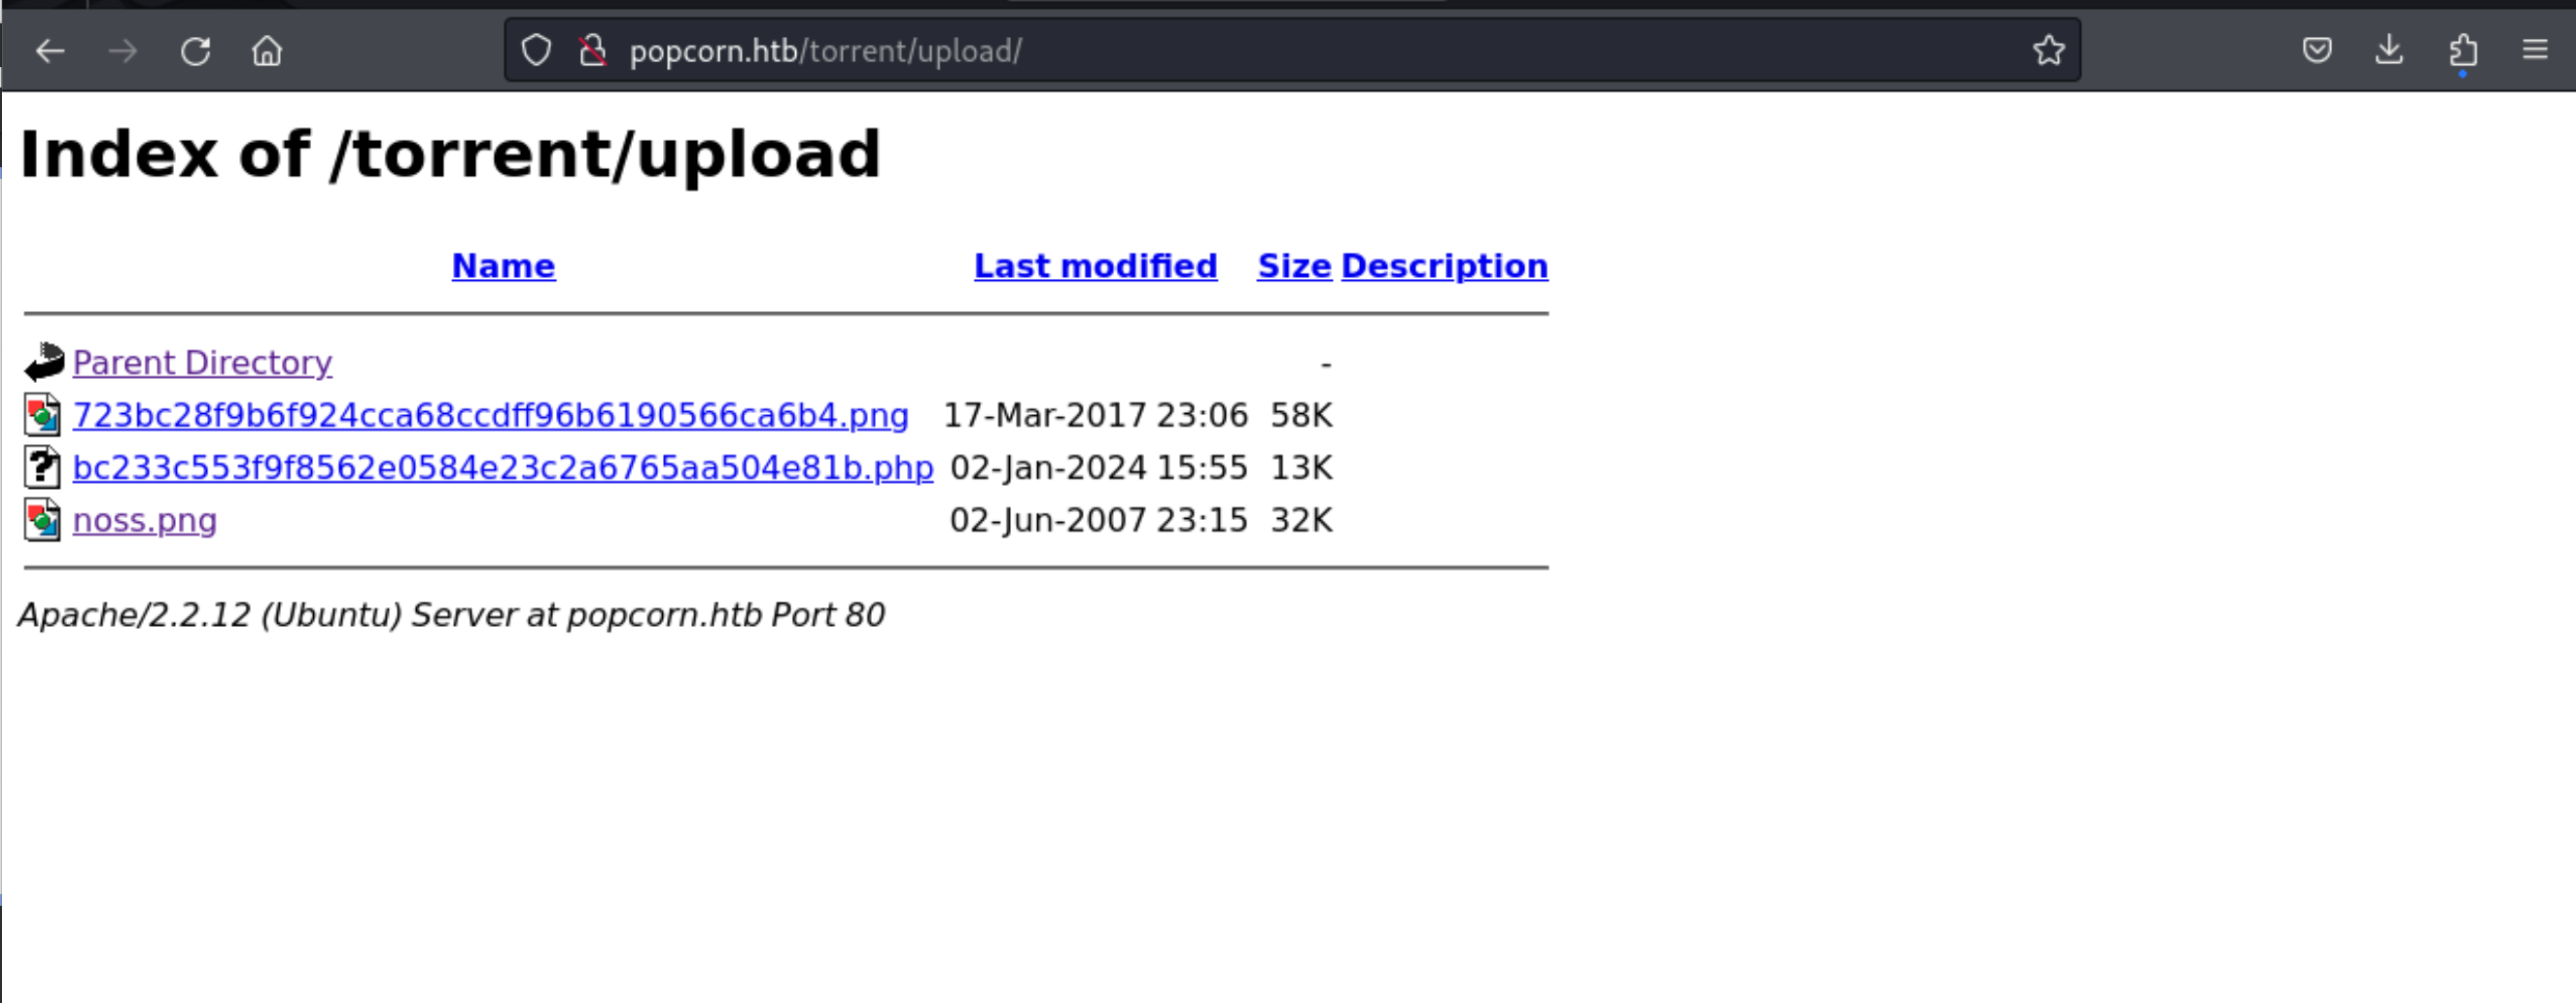 popcorn.htb/torrent/upload/
Index of /torrent/upload
Name Last modified Size Description
Parent Directory -
723bc28f9b6f924cca68ccdff96b6190566ca6b4.png 17-Mar-2017 23:06 58K
bc233c553f9f8562e0584e23c2a6765aa504e81b.php 02-Jan-2024 15:55 13K
noss.png 02-Jun-2007 23:15 32K
Apache/2.2.12 (Ubuntu) Server at popcorn.htb Port 80